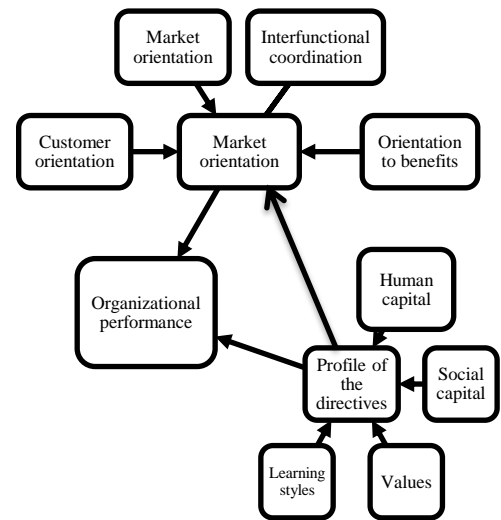 Market
orientation
Interfunctional
coordination
Customer
orientation
Market
orientation
Orientation
to benefits
Organizational
performance
Human
capital
Profile of
the
directives
Social
capital
Learning
styles
Values